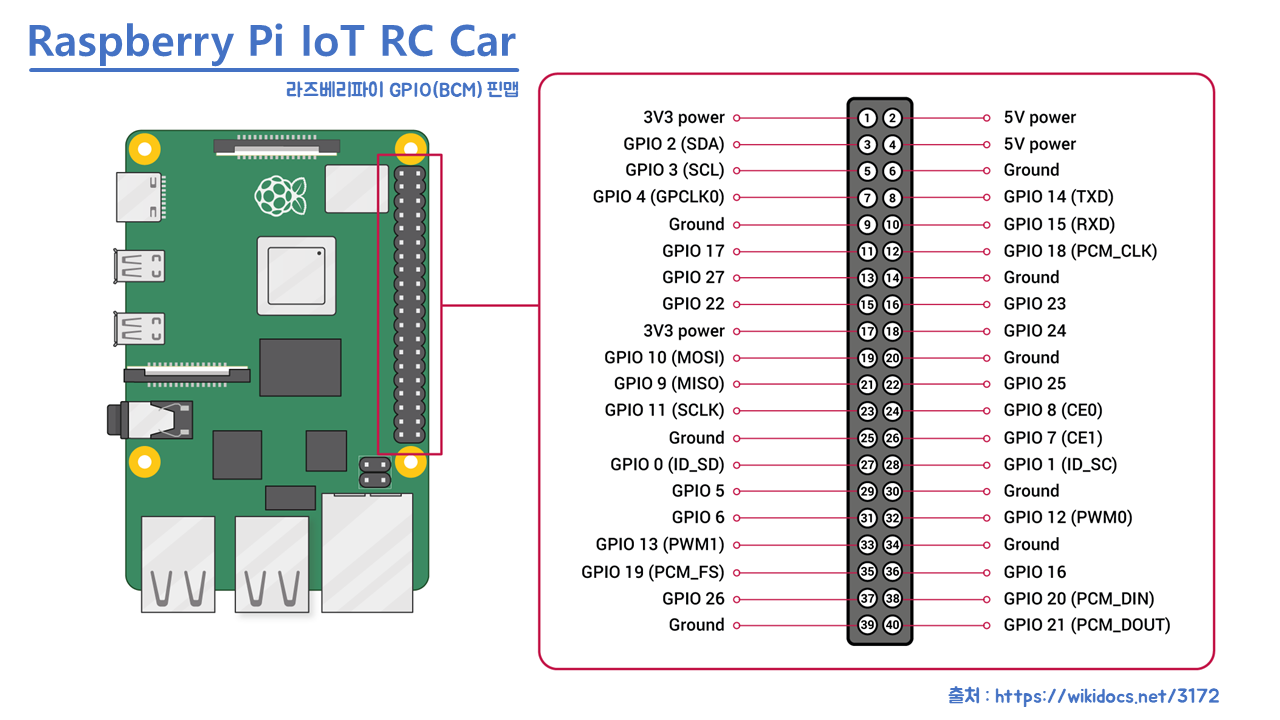 Raspberry Pi IoT RC Car
라즈베리파이 GPIO(BCM) 핀맵
3V3 power 1 2 5V power
GPIO 2 (SDA) 3 4 5V power
GPIO 3 (SCL) 5 6 Ground
GPIO 4 (GPCLK0) 7 8 GPIO 14 (TXD)
Ground 9 10 GPIO 15 (RXD)
GPIO 17 11 12 GPIO 18 (PCM_CLK)
GPIO 27 13 14 Ground
GPIO 22 15 16 GPIO 23
3V3 power 17 18 GPIO 24
GPIO 10 (MOSI) 19 20 Ground
GPIO 9 (MISO) 21 22 GPIO 25
GPIO 11 (SCLK) 23 24 GPIO 8 (CE0)
Ground 25 26 GPIO 7 (CE1)
GPIO 0 (ID_SD) 27 28 GPIO 1 (ID_SC)
GPIO 5 29 30 Ground
GPIO 6 31 32 GPIO 12 (PWM0)
GPIO 13 (PWM1) 33 34 Ground
GPIO 19 (PCM_FS) 35 36 GPIO 16
GPIO 26 37 38 GPIO 20 (PCM_DIN)
Ground 39 40 GPIO 21 (PCM_DOUT)
출처 : https://wikidocs.net/3172